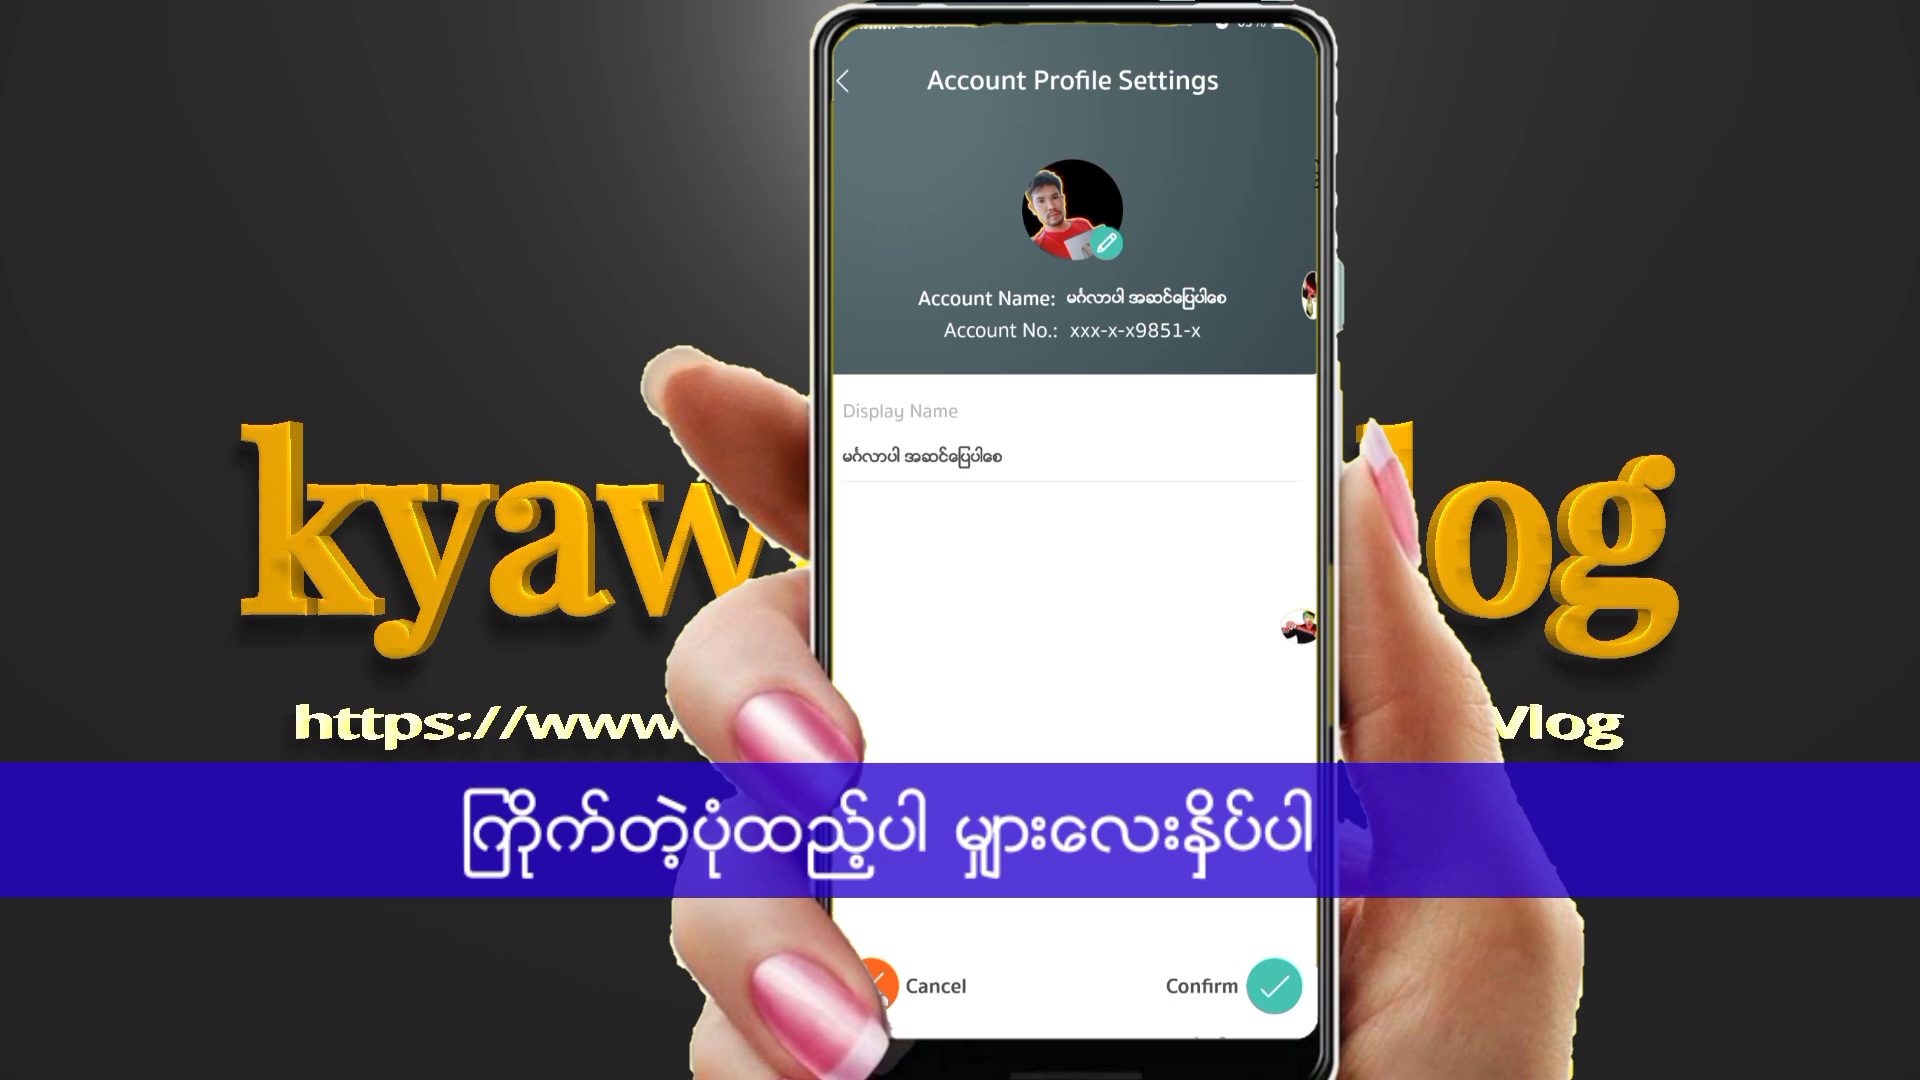 Account Profile Settings
Account Name: မင်္ဂလာပါ အဆင်ပြေပါစေ
Account No.: xxx-x-x9851-x
Display Name
မင်္ဂလာပါ အဆင်ပြေပါစေ
kyaw
log
https://www
Vlog
ကြိုက်တဲ့ပုံထည့်ပါ မျှားလေးနှိပ်ပါ
Cancel
Confirm